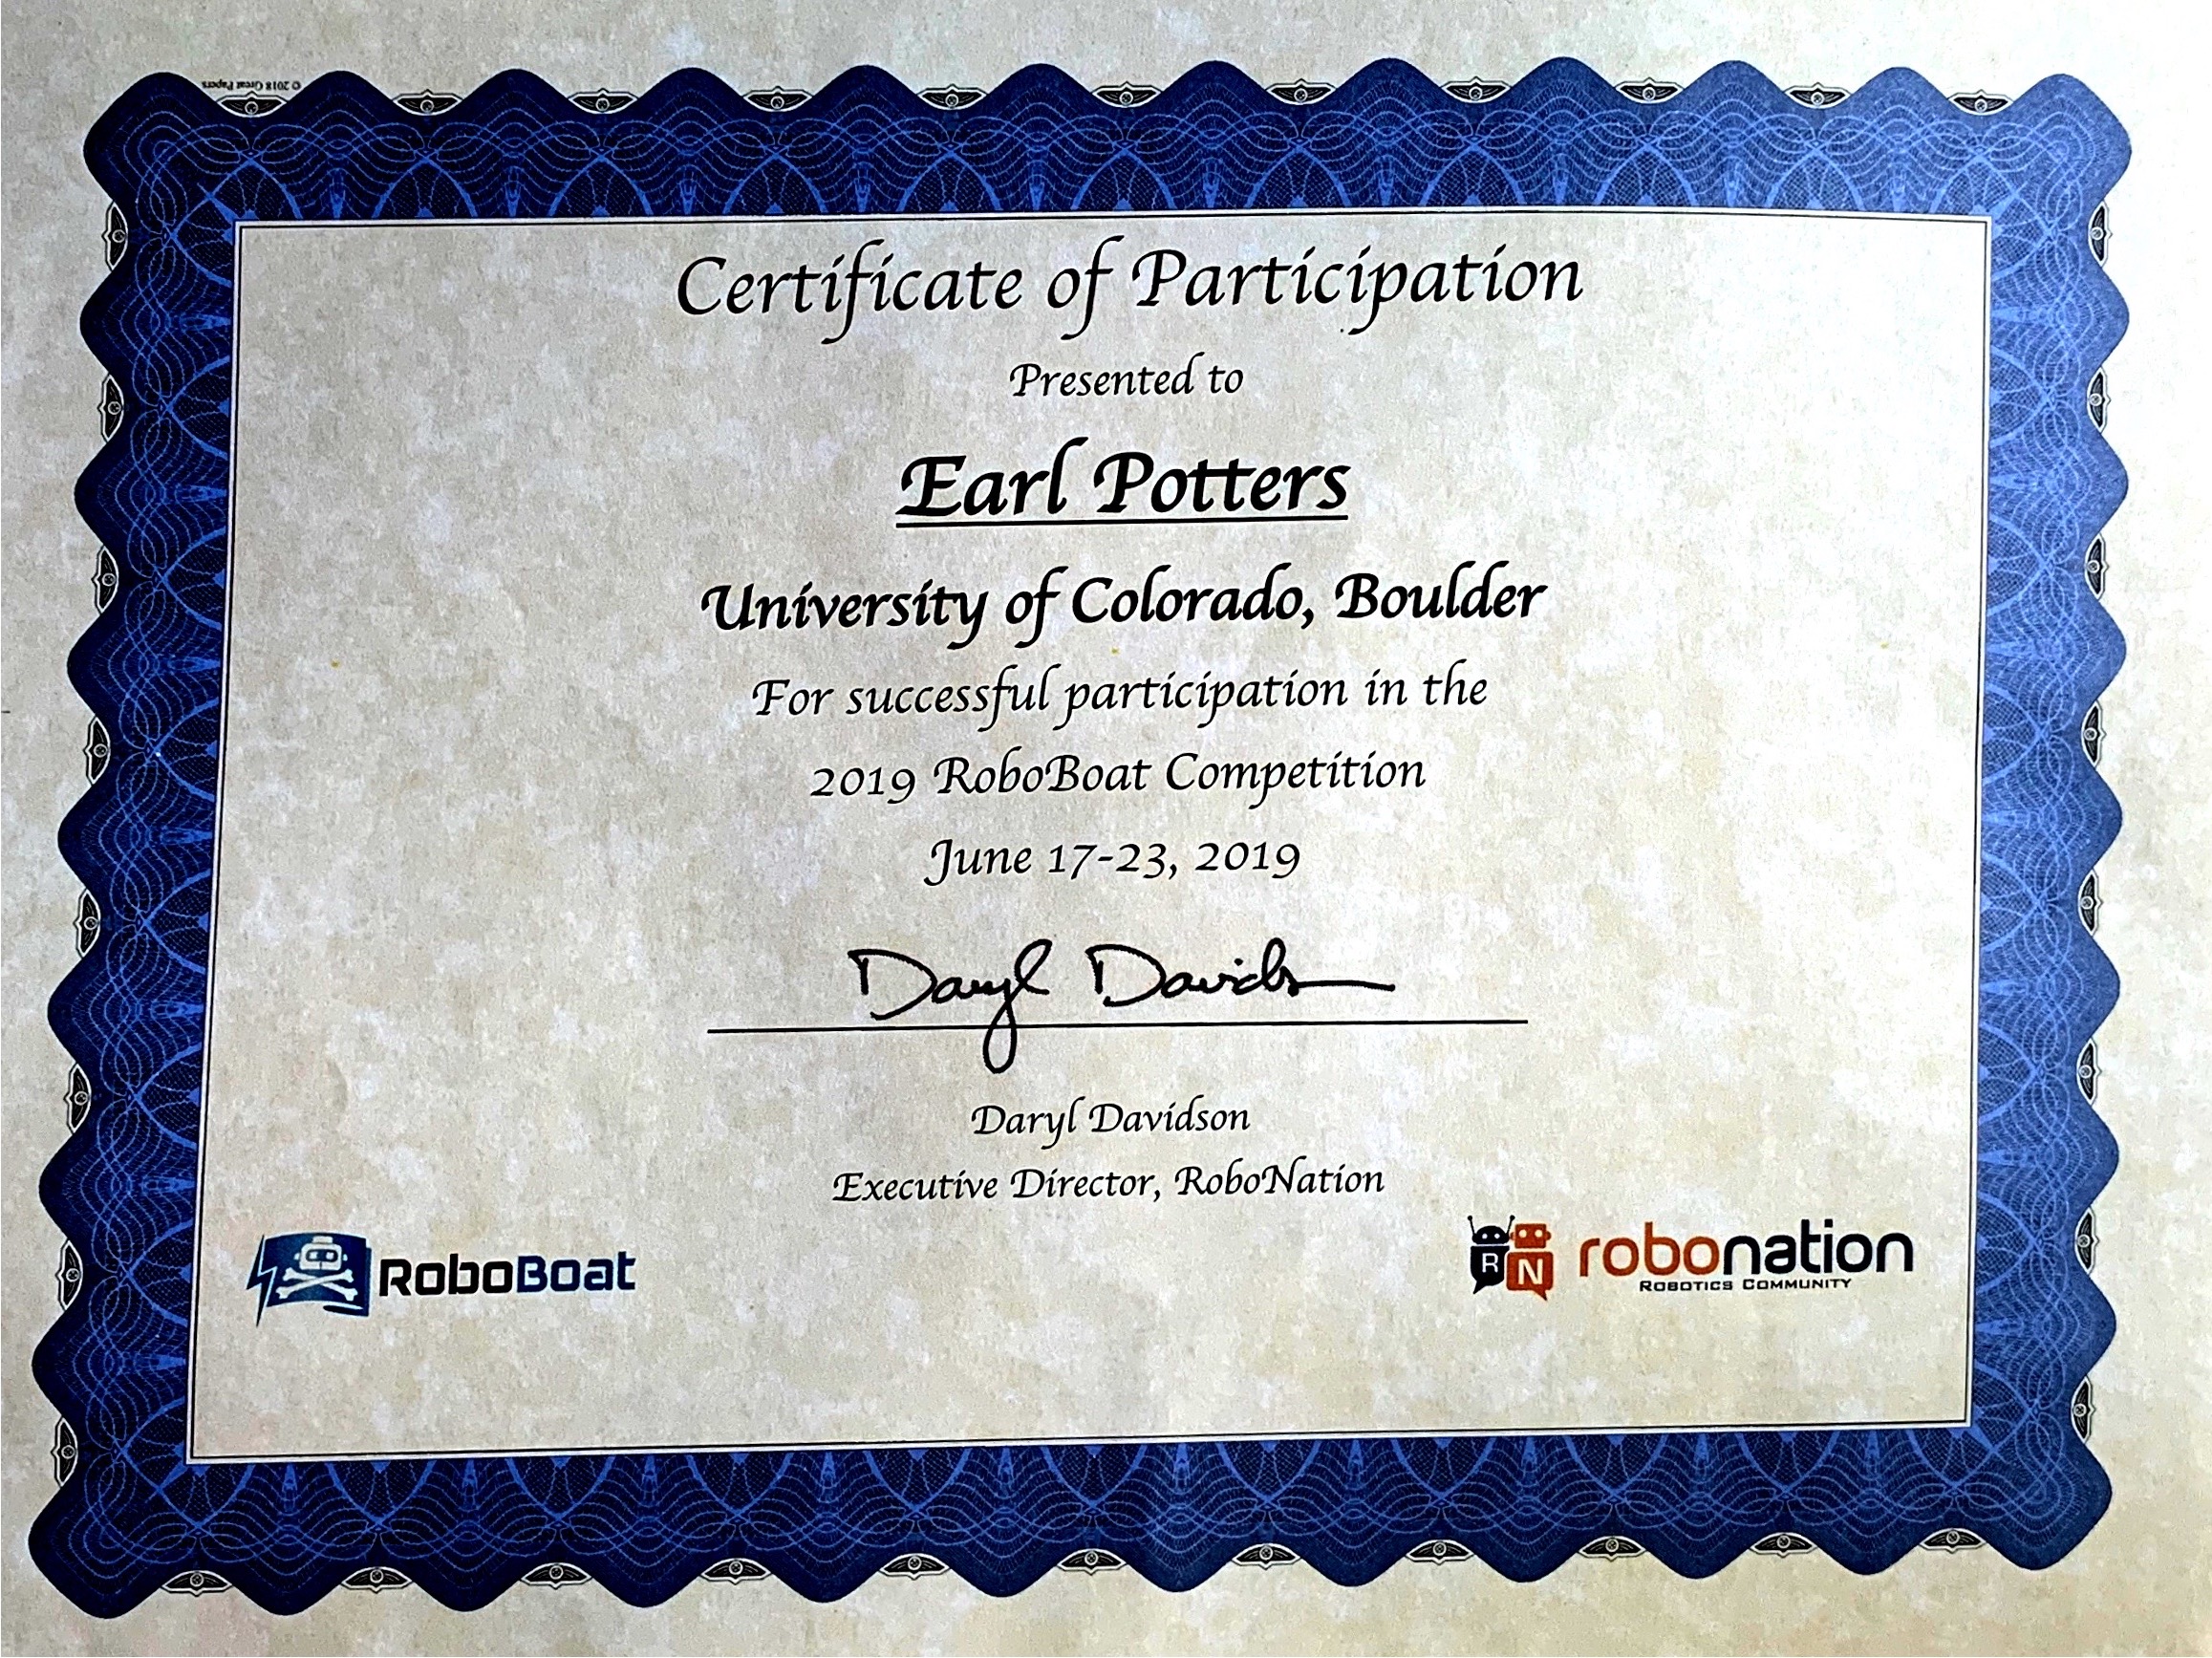 © 2018 Great Papers
Certificate of Participation
Presented to
Earl Potters
University of Colorado, Boulder
For successful participation in the
2019 RoboBoat Competition
June 17-23, 2019
Daryl Davidson
Daryl Davidson
Executive Director, RoboNation
RoboBoat
RN robonation
Robotics Community